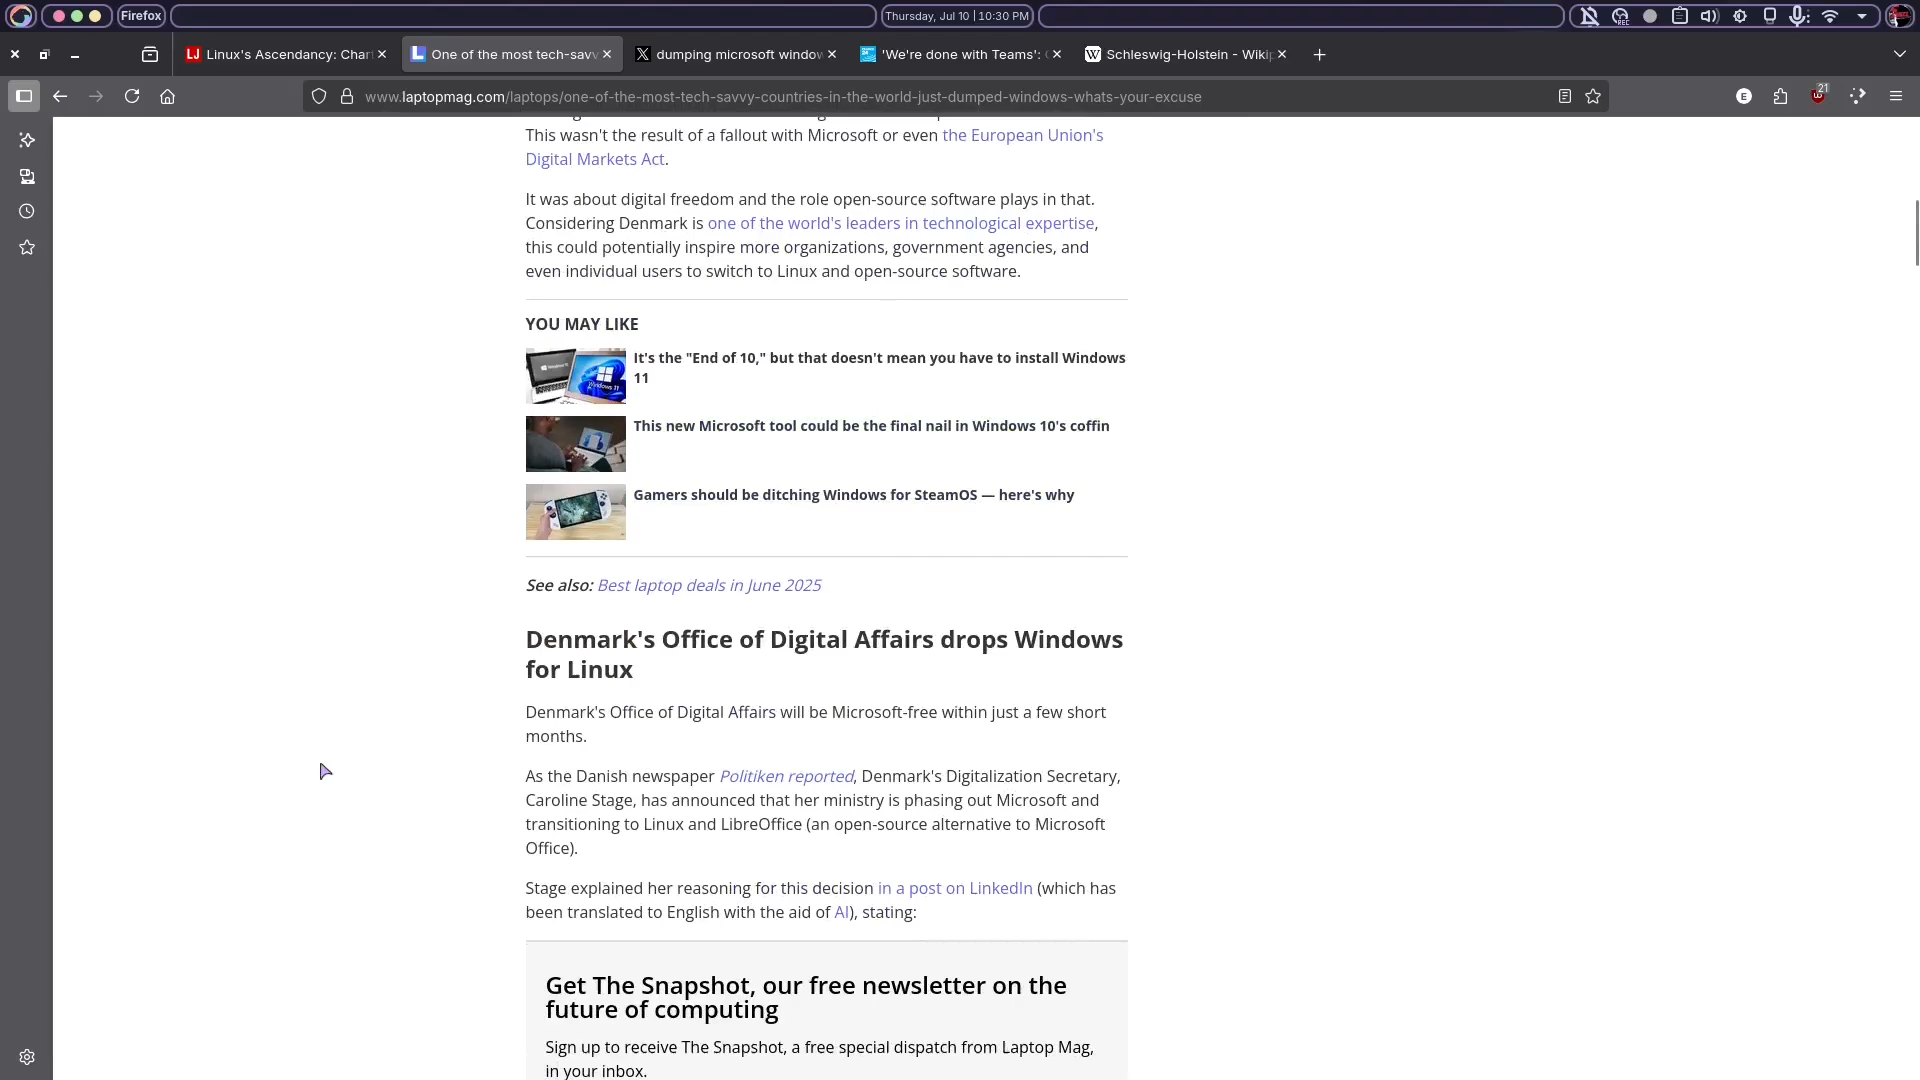 Firefox
Thursday, Jul 10 | 10:30 PM
REC
Linux's Ascendancy: Char
One of the most tech-savv
dumping microsoft window
'We're done with Teams':
Schleswig-Holstein - Wikip
www.laptopmag.com/laptops/one-of-the-most-tech-savvy-countries-in-the-world-just-dumped-windows-whats-your-excuse
E
21
This wasn't the result of a fallout with Microsoft or even the European Union's
Digital Markets Act.
It was about digital freedom and the role open-source software plays in that.
Considering Denmark is one of the world's leaders in technological expertise,
this could potentially inspire more organizations, government agencies, and
even individual users to switch to Linux and open-source software.
YOU MAY LIKE
It's the "End of 10," but that doesn't mean you have to install Windows
11
This new Microsoft tool could be the final nail in Windows 10's coffin
Gamers should be ditching Windows for SteamOS — here's why
See also: Best laptop deals in June 2025
Denmark's Office of Digital Affairs drops Windows
for Linux
Denmark's Office of Digital Affairs will be Microsoft-free within just a few short
months.
As the Danish newspaper Politiken reported, Denmark's Digitalization Secretary,
Caroline Stage, has announced that her ministry is phasing out Microsoft and
transitioning to Linux and LibreOffice (an open-source alternative to Microsoft
Office).
Stage explained her reasoning for this decision in a post on LinkedIn (which has
been translated to English with the aid of AI), stating:
Get The Snapshot, our free newsletter on the
future of computing
Sign up to receive The Snapshot, a free special dispatch from Laptop Mag,
in your inbox.